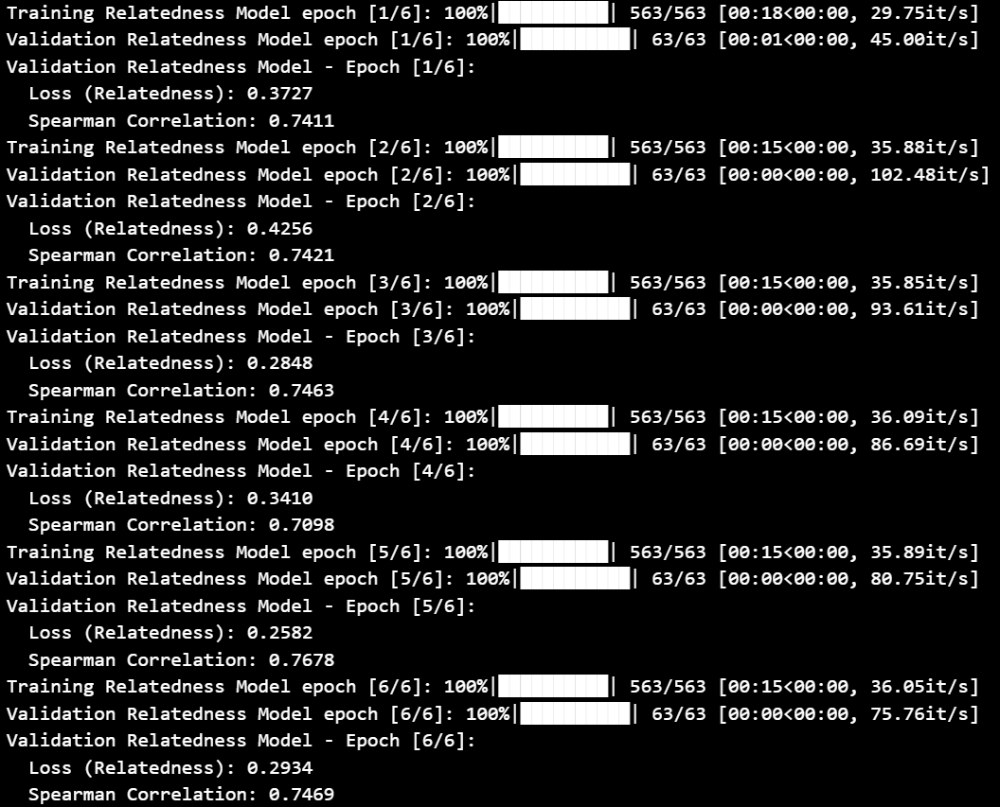 Training Relatedness Model epoch [1/6]: 100%|██████████| 563/563 [00:18<00:00, 29.75it/s]
Validation Relatedness Model epoch [1/6]: 100%|██████████| 63/63 [00:01<00:00, 45.00it/s]
Validation Relatedness Model - Epoch [1/6]:
  Loss (Relatedness): 0.3727
  Spearman Correlation: 0.7411
Training Relatedness Model epoch [2/6]: 100%|██████████| 563/563 [00:15<00:00, 35.88it/s]
Validation Relatedness Model epoch [2/6]: 100%|██████████| 63/63 [00:00<00:00, 102.48it/s]
Validation Relatedness Model - Epoch [2/6]:
  Loss (Relatedness): 0.4256
  Spearman Correlation: 0.7421
Training Relatedness Model epoch [3/6]: 100%|██████████| 563/563 [00:15<00:00, 35.85it/s]
Validation Relatedness Model epoch [3/6]: 100%|██████████| 63/63 [00:00<00:00, 93.61it/s]
Validation Relatedness Model - Epoch [3/6]:
  Loss (Relatedness): 0.2848
  Spearman Correlation: 0.7463
Training Relatedness Model epoch [4/6]: 100%|██████████| 563/563 [00:15<00:00, 36.09it/s]
Validation Relatedness Model epoch [4/6]: 100%|██████████| 63/63 [00:00<00:00, 86.69it/s]
Validation Relatedness Model - Epoch [4/6]:
  Loss (Relatedness): 0.3410
  Spearman Correlation: 0.7098
Training Relatedness Model epoch [5/6]: 100%|██████████| 563/563 [00:15<00:00, 35.89it/s]
Validation Relatedness Model epoch [5/6]: 100%|██████████| 63/63 [00:00<00:00, 80.75it/s]
Validation Relatedness Model - Epoch [5/6]:
  Loss (Relatedness): 0.2582
  Spearman Correlation: 0.7678
Training Relatedness Model epoch [6/6]: 100%|██████████| 563/563 [00:15<00:00, 36.05it/s]
Validation Relatedness Model epoch [6/6]: 100%|██████████| 63/63 [00:00<00:00, 75.76it/s]
Validation Relatedness Model - Epoch [6/6]:
  Loss (Relatedness): 0.2934
  Spearman Correlation: 0.7469